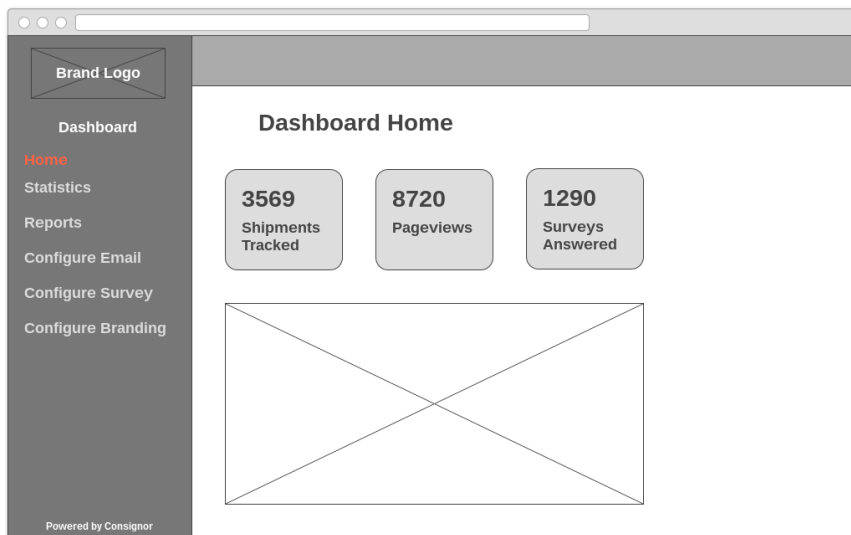 Brand Logo
Dashboard
Home
Statistics
Reports
Configure Email
Configure Survey
Configure Branding
Powered by Consignor
Dashboard Home
3569
Shipments
Tracked
8720
Pageviews
1290
Surveys
Answered